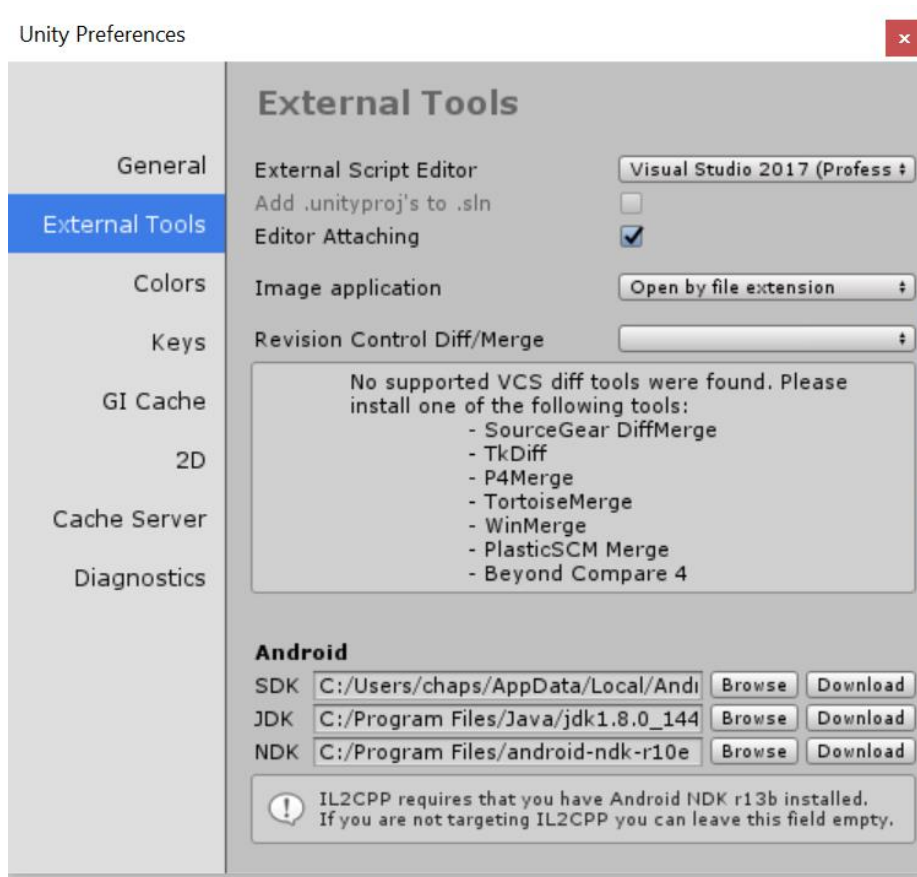 Unity Preferences
x
General
External Tools
Colors
Keys
GI Cache
2D
Cache Server
Diagnostics
External Tools
External Script Editor Visual Studio 2017 (Profess
Add .unityproj's to .sln
Editor Attaching
Image application Open by file extension
Revision Control Diff/Merge
No supported VCS diff tools were found. Please
install one of the following tools:
- SourceGear DiffMerge
- TkDiff
- P4Merge
- TortoiseMerge
- WinMerge
- PlasticSCM Merge
- Beyond Compare 4
Android
SDK C:/Users/chaps/AppData/Local/Andr Browse Download
JDK C:/Program Files/Java/jdk1.8.0_144 Browse Download
NDK C:/Program Files/android-ndk-r10e Browse Download
IL2CPP requires that you have Android NDK r13b installed.
If you are not targeting IL2CPP you can leave this field empty.